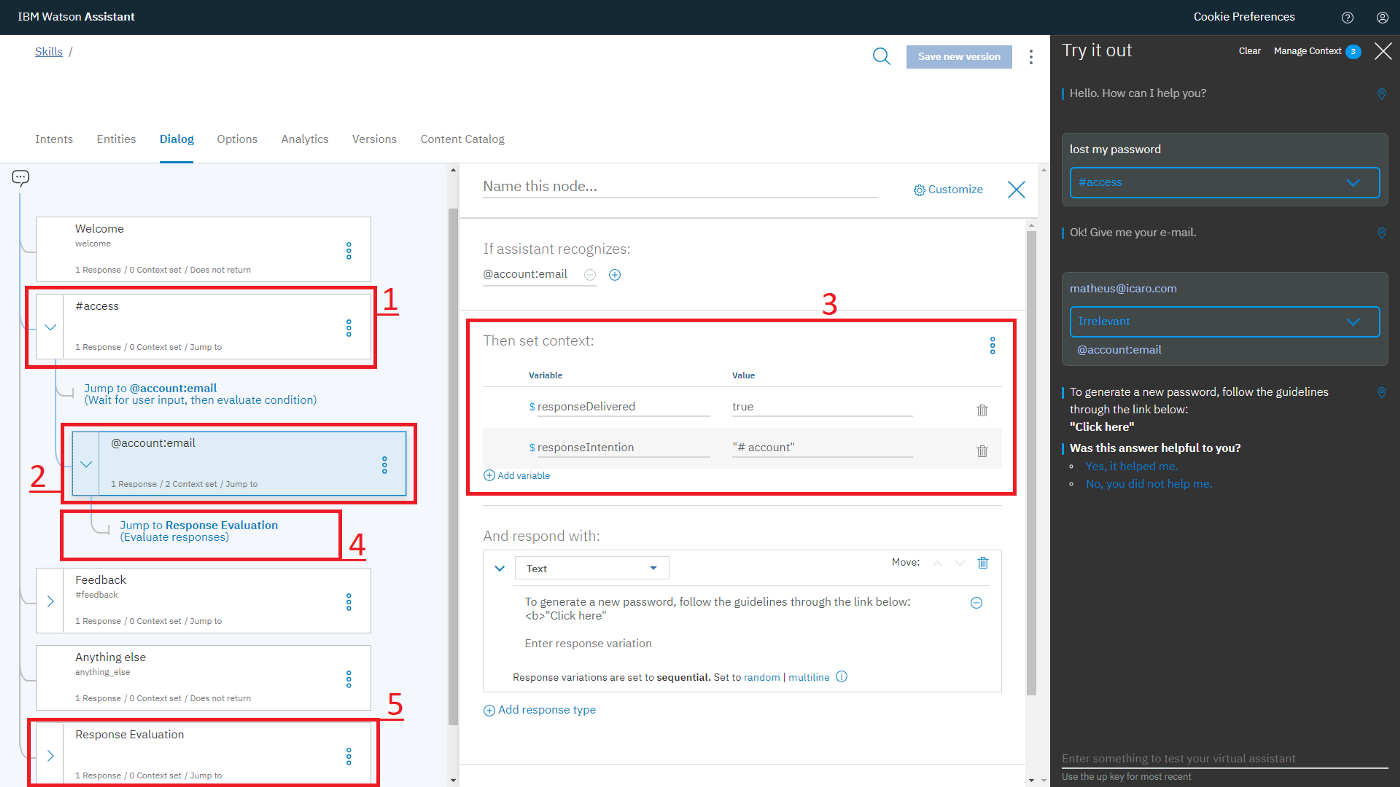 IBM Watson Assistant
Cookie Preferences
Skills /
Save new version
Intents
Entities
Dialog
Options
Analytics
Versions
Content Catalog
Welcome
welcome
1 Response / 0 Context set / Does not return
1
#access
1 Response / 0 Context set / Jump to
Jump to @account:email
(Wait for user input, then evaluate condition)
2
@account:email
1 Response / 2 Context set / Jump to
Jump to Response Evaluation
(Evaluate responses)
4
Feedback
#feedback
1 Response / 0 Context set / Jump to
Anything else
anything_else
1 Response / 0 Context set / Does not return
5
Response Evaluation
1 Response / 0 Context set / Jump to
Name this node...
Customize
If assistant recognizes:
@account:email
3
Then set context:
Variable
Value
$ responseDelivered
true
$ responseIntention
"# account"
Add variable
And respond with:
Text
Move:
To generate a new password, follow the guidelines through the link below:
<b>"Click here"
Enter response variation
Response variations are set to sequential. Set to random | multiline
Add response type
Try it out
Clear
Manage Context 3
Hello. How can I help you?
lost my password
#access
Ok! Give me your e-mail.
matheus@icaro.com
Irrelevant
@account:email
To generate a new password, follow the guidelines
through the link below:
"Click here"
Was this answer helpful to you?
Yes, it helped me.
No, you did not help me.
Enter something to test your virtual assistant
Use the up key for most recent